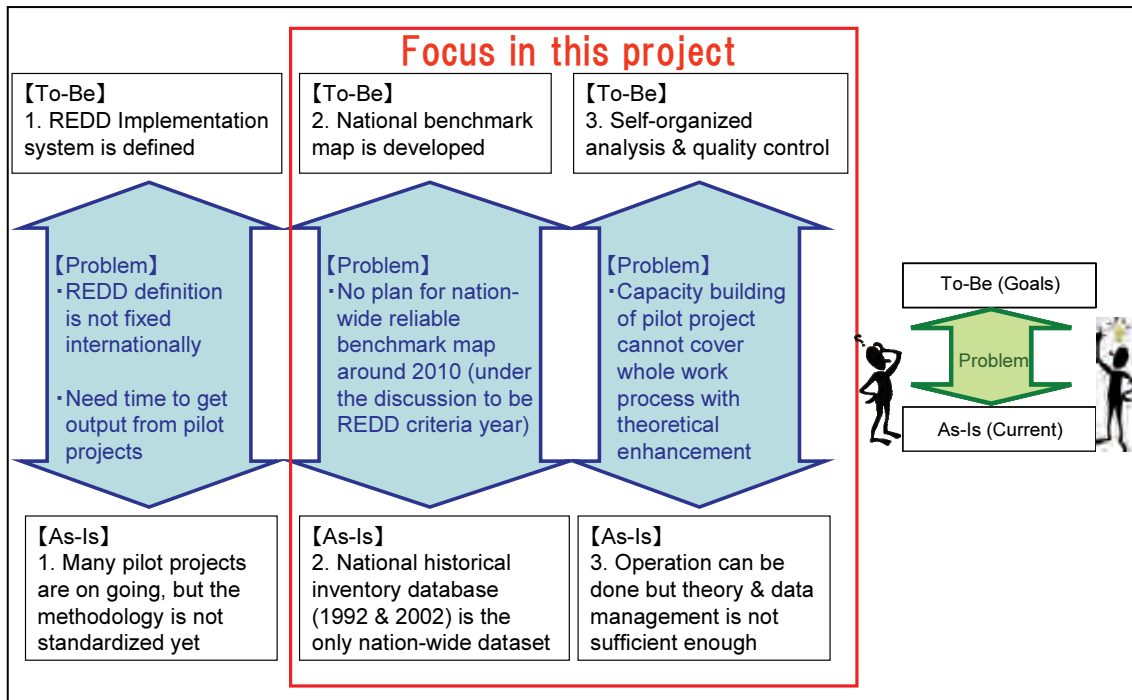 Focus in this project
【To-Be】
1. REDD Implementation
system is defined
【To-Be】
2. National benchmark
map is developed
【To-Be】
3. Self-organized
analysis & quality control
【Problem】
・REDD definition
is not fixed
internationally
・Need time to get
output from pilot
projects
【Problem】
・No plan for nation-
wide reliable
benchmark map
around 2010 (under
the discussion to be
REDD criteria year)
【Problem】
・Capacity building
of pilot project
cannot cover
whole work
process with
theoretical
enhancement
【As-Is】
1. Many pilot projects
are on going, but the
methodology is not
standardized yet
【As-Is】
2. National historical
inventory database
(1992 & 2002) is the
only nation-wide dataset
【As-Is】
3. Operation can be
done but theory & data
management is not
sufficient enough
To-Be (Goals)
Problem
As-Is (Current)